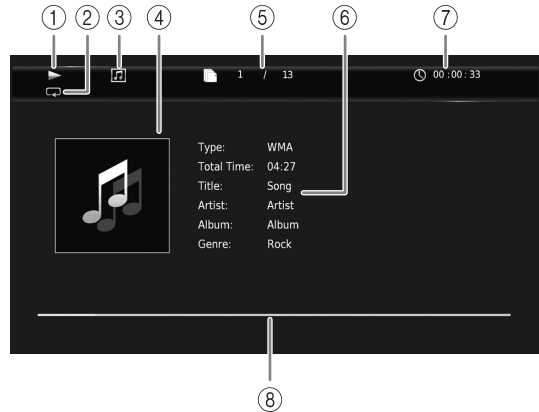 ① ② ③ ④ ⑤ ⑥ ⑦
1 / 13 00:00:33
Type: WMA
Total Time: 04:27
Title: Song
Artist: Artist
Album: Album
Genre: Rock
⑧